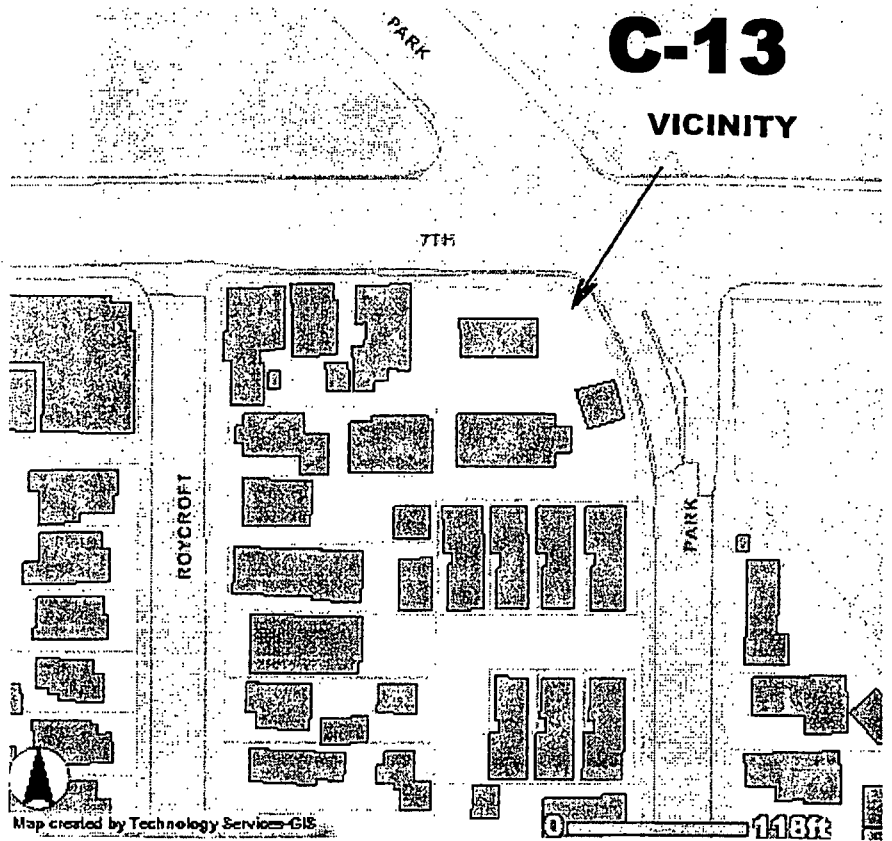 PARK
C-13
VICINITY
7TH
ROYCROFT
PARK
Map created by Technology Services-GIS
0 118ft